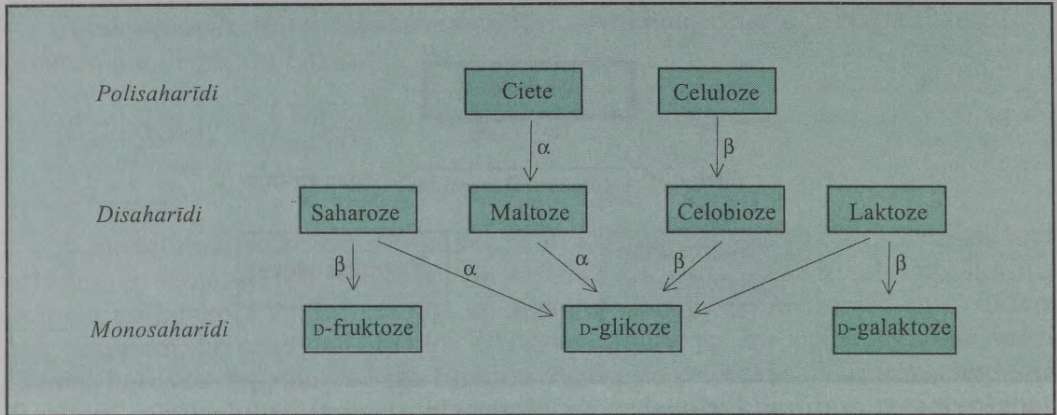 Polisaharīdi Ciete Celuloze
α β
Disaharīdi Saharoze Maltoze Celobioze Laktoze
β α α β β
Monosaharīdi D-fruktoze D-glikoze D-galaktoze